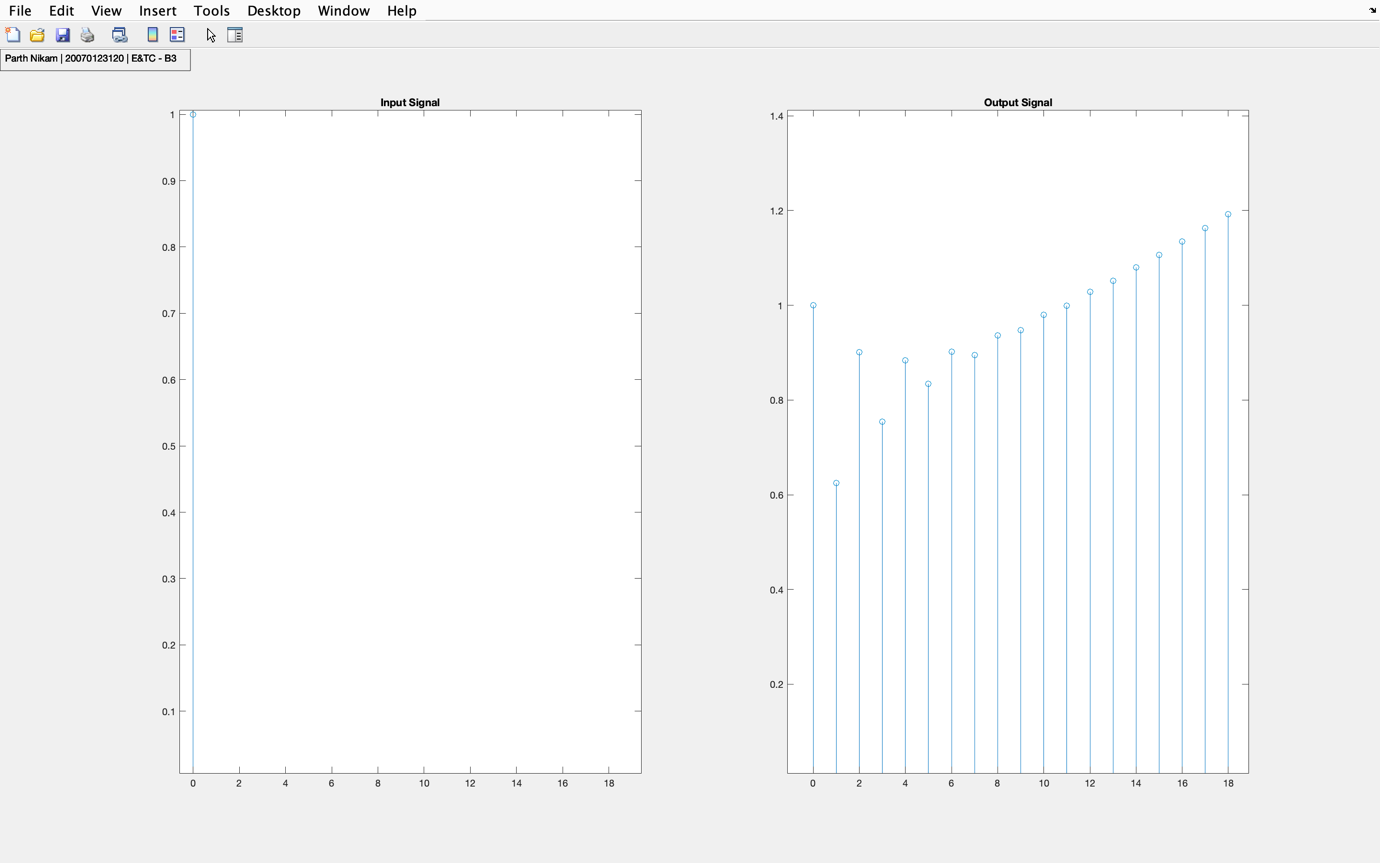 File Edit View Insert Tools Desktop Window Help
Parth Nikam | 20070123120 | E&TC - B3
Input Signal
1
0.9
0.8
0.7
0.6
0.5
0.4
0.3
0.2
0.1
0 2 4 6 8 10 12 14 16 18
Output Signal
1.4
1.2
1
0.8
0.6
0.4
0.2
0 2 4 6 8 10 12 14 16 18